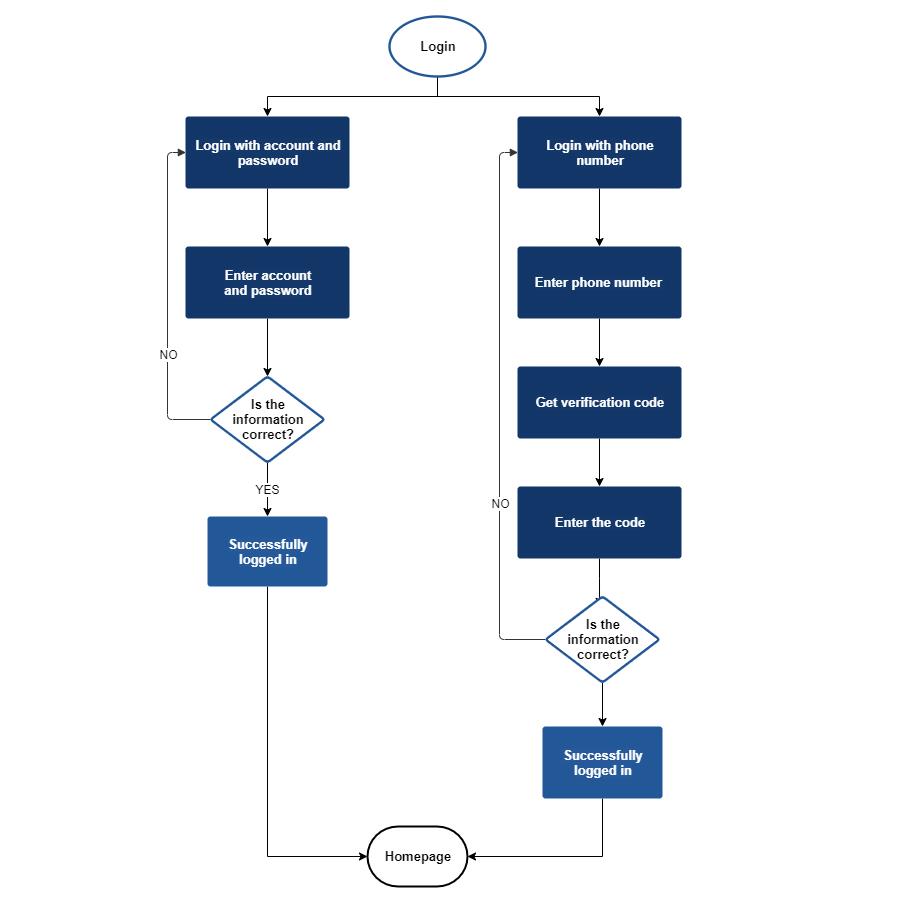 Login
Login with account and
password
Login with phone
number
Enter account
and password
Enter phone number
NO
Is the
information
correct?
Get verification code
YES
NO
Enter the code
Successfully
logged in
Is the
information
correct?
Successfully
logged in
Homepage